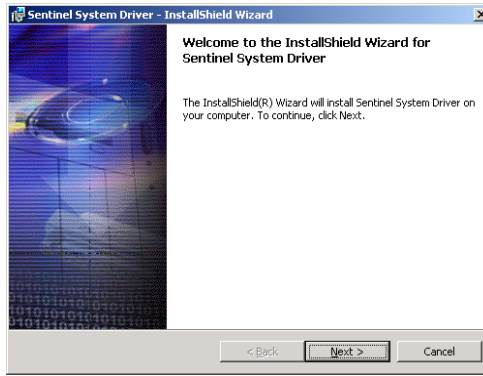 Sentinel System Driver - InstallShield Wizard
Welcome to the InstallShield Wizard for
Sentinel System Driver
The InstallShield(R) Wizard will install Sentinel System Driver on
your computer. To continue, click Next.
< Back
Next >
Cancel